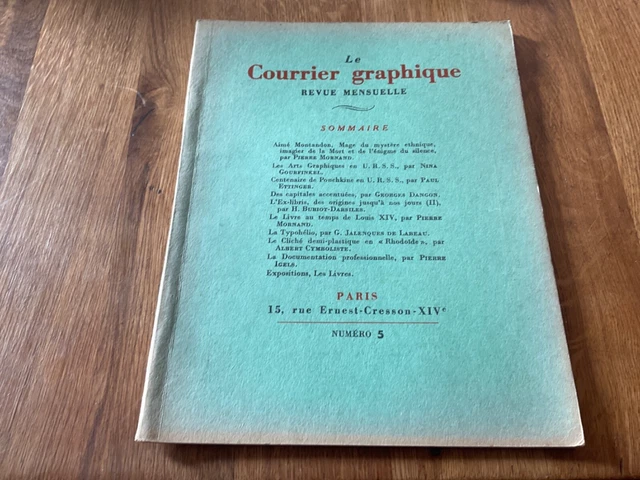 Le
Courrier graphique
REVUE MENSUELLE
SOMMAIRE
Aimé Montandon, Mage du mystère ethnique,
imagier de la Mort et de l'énigme du silence,
par PIERRE MORNAND.
Les Arts Graphiques en U. R. S. S., par NINA
GOURFINKEL.
Centenaire de Pouchkine en U. R. S. S., par PAUL
ETTINGER.
Des capitales accentuées, par GEORGES DANGON.
L'Ex-libris, des origines jusqu'à nos jours (II),
par H. BURIOT-DARSILES.
Le Livre au temps de Louis XIV, par PIERRE
MORNAND.
La Typohélio, par G. JALENQUES DE LABEAU.
Le Cliché demi-plastique en « Rhodoïde », par
ALBERT CYMBOLISTE.
La Documentation professionnelle, par PIERRE
IGELS.
Expositions, Les Livres.
PARIS
15, rue Ernest-Cresson-XIVe
NUMÉRO 5